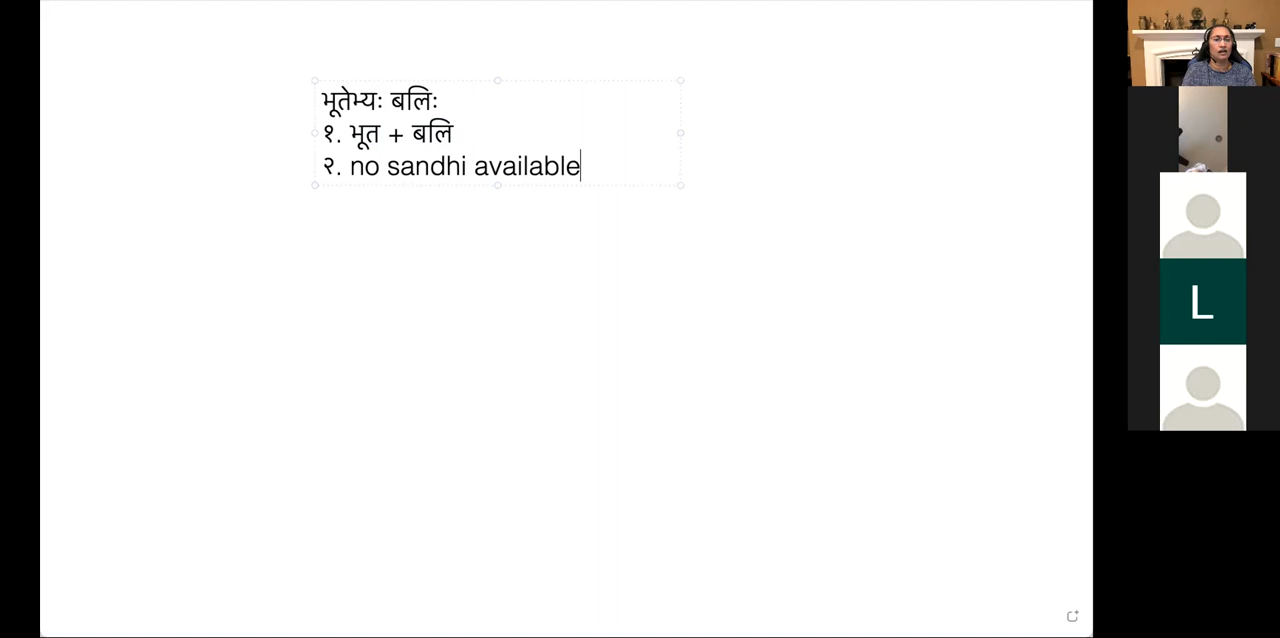 भूतेभ्यः बलिः
१. भूत + बलि
२. no sandhi available
L